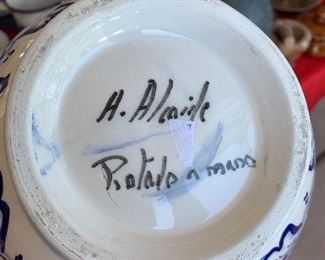 H. Alcaide
Pintado a mano